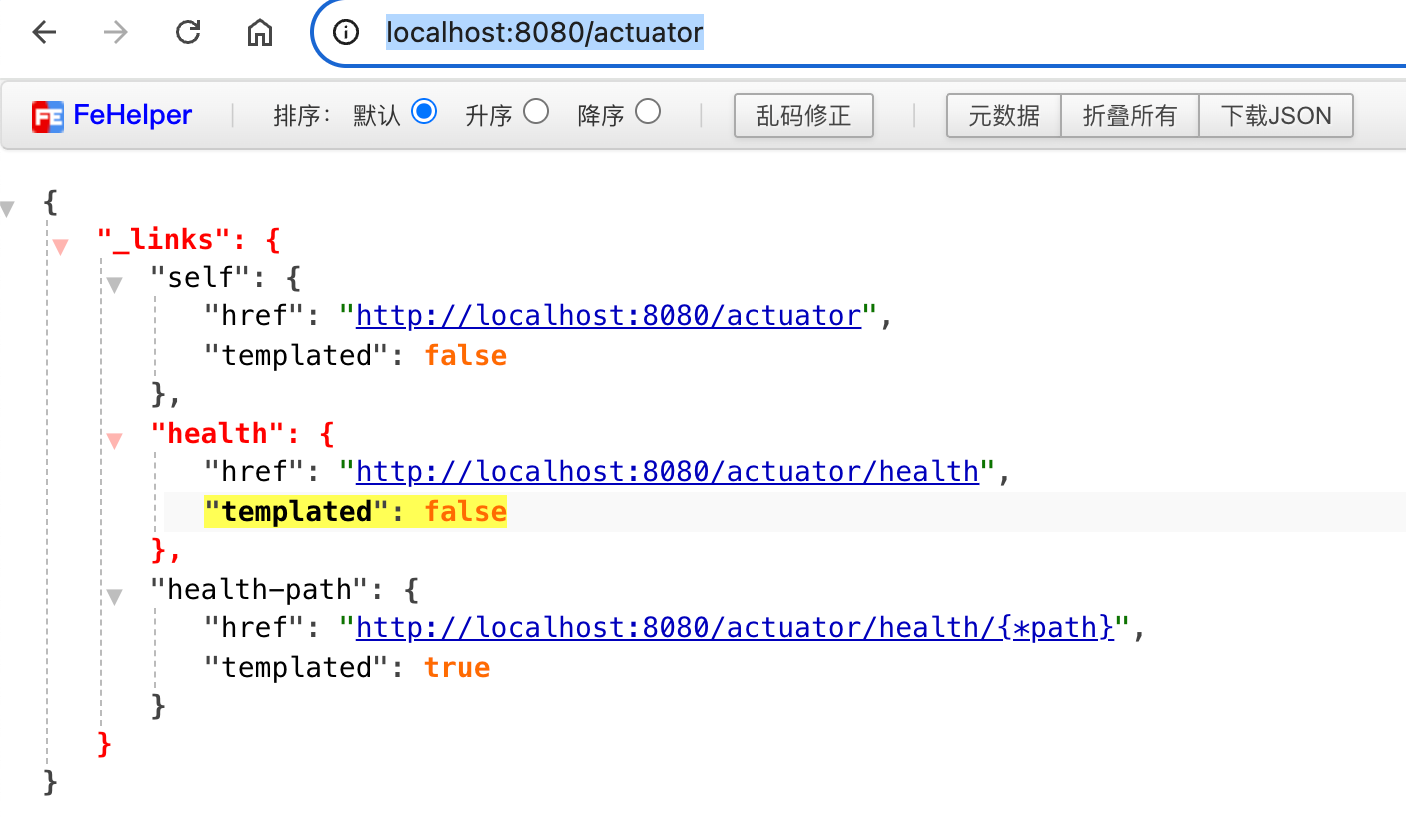 localhost:8080/actuator
FeHelper 排序： 默认 升序 降序 乱码修正 元数据 折叠所有 下载JSON
{
"_links": {
"self": {
"href": "http://localhost:8080/actuator",
"templated": false
},
"health": {
"href": "http://localhost:8080/actuator/health",
"templated": false
},
"health-path": {
"href": "http://localhost:8080/actuator/health/{*path}",
"templated": true
}
}
}